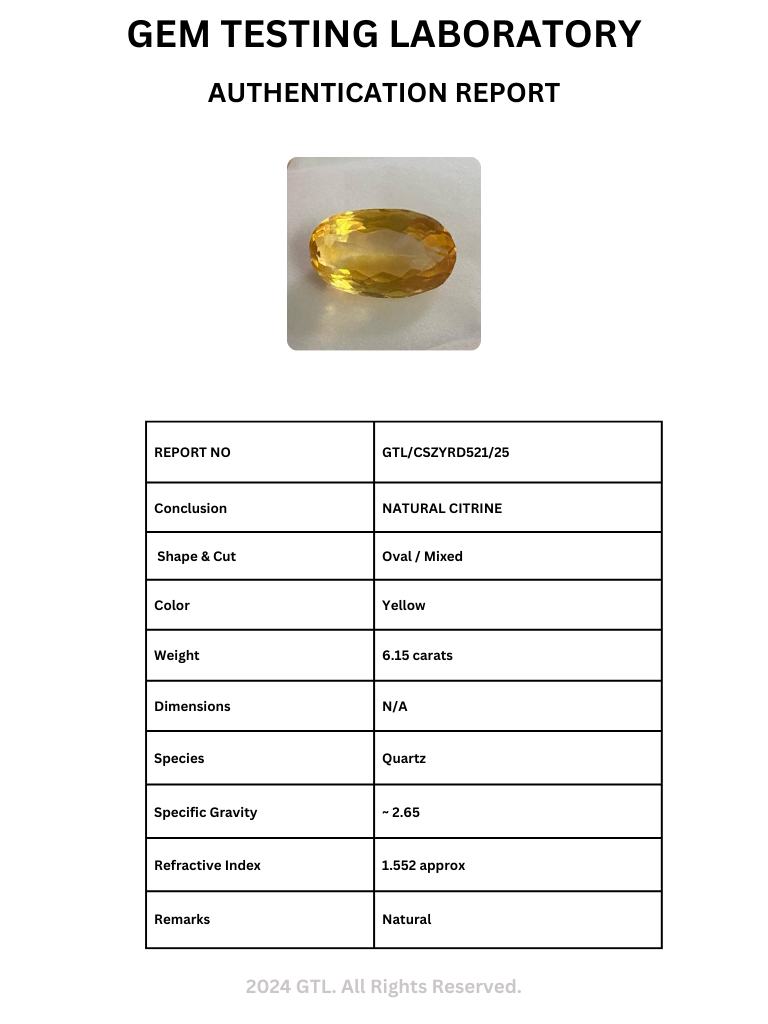 GEM TESTING LABORATORY
AUTHENTICATION REPORT
REPORT NO GTL/CSZYRD521/25
Conclusion NATURAL CITRINE
Shape & Cut Oval / Mixed
Color Yellow
Weight 6.15 carats
Dimensions N/A
Species Quartz
Specific Gravity ~ 2.65
Refractive Index 1.552 approx
Remarks Natural
2024 GTL. All Rights Reserved.